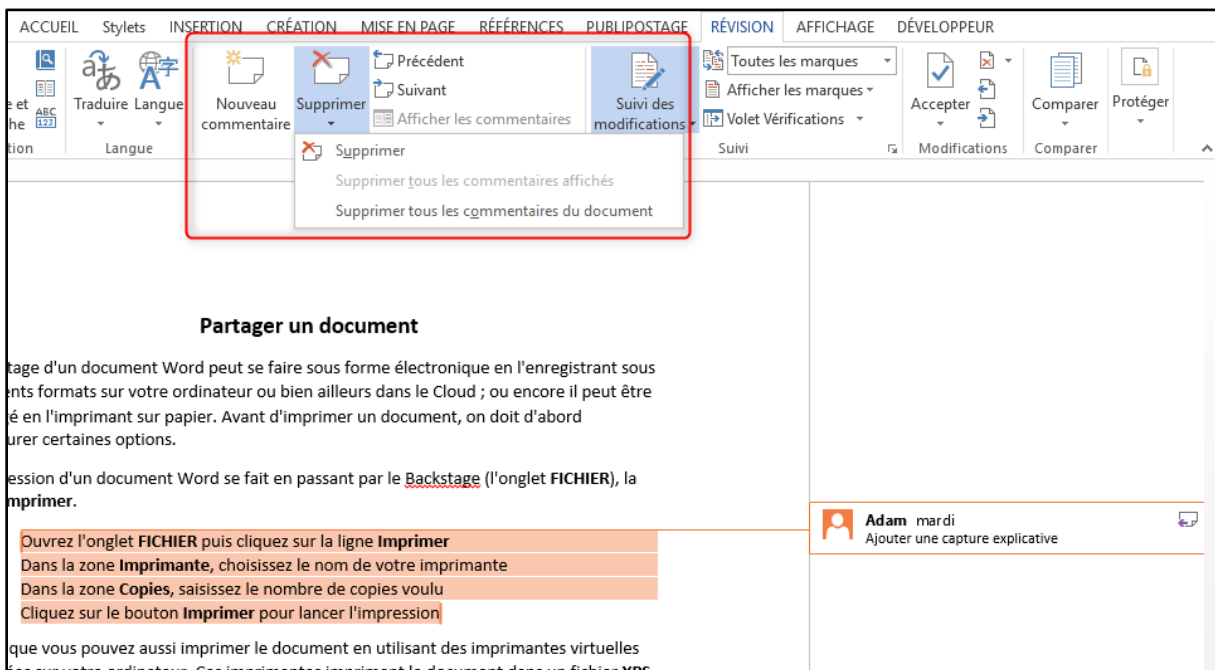 ACCUEIL Stylets INSERTION CRÉATION MISE EN PAGE RÉFÉRENCES PUBLIPOSTAGE RÉVISION AFFICHAGE DÉVELOPPEUR
Précédent
Suivant
Afficher les commentaires
Toutes les marques
Afficher les marques
Volet Vérifications
et
ABC
123
Traduire Langue
Nouveau
commentaire
Supprimer
Suivi des
modifications
Accepter
Comparer
Protéger
Langue
Suivi
Modifications
Comparer
Supprimer
Supprimer tous les commentaires affichés
Supprimer tous les commentaires du document
Partager un document
tage d'un document Word peut se faire sous forme électronique en l'enregistrant sous
ents formats sur votre ordinateur ou bien ailleurs dans le Cloud ; ou encore il peut être
é en l'imprimant sur papier. Avant d'imprimer un document, on doit d'abord
urer certaines options.
ession d'un document Word se fait en passant par le Backstage (l'onglet FICHIER), la
mprimer.
Ouvrez l'onglet FICHIER puis cliquez sur la ligne Imprimer
Dans la zone Imprimante, choisissez le nom de votre imprimante
Dans la zone Copies, saisissez le nombre de copies voulu
Cliquez sur le bouton Imprimer pour lancer l'impression
Adam mardi
Ajouter une capture explicative
que vous pouvez aussi imprimer le document en utilisant des imprimantes virtuelles